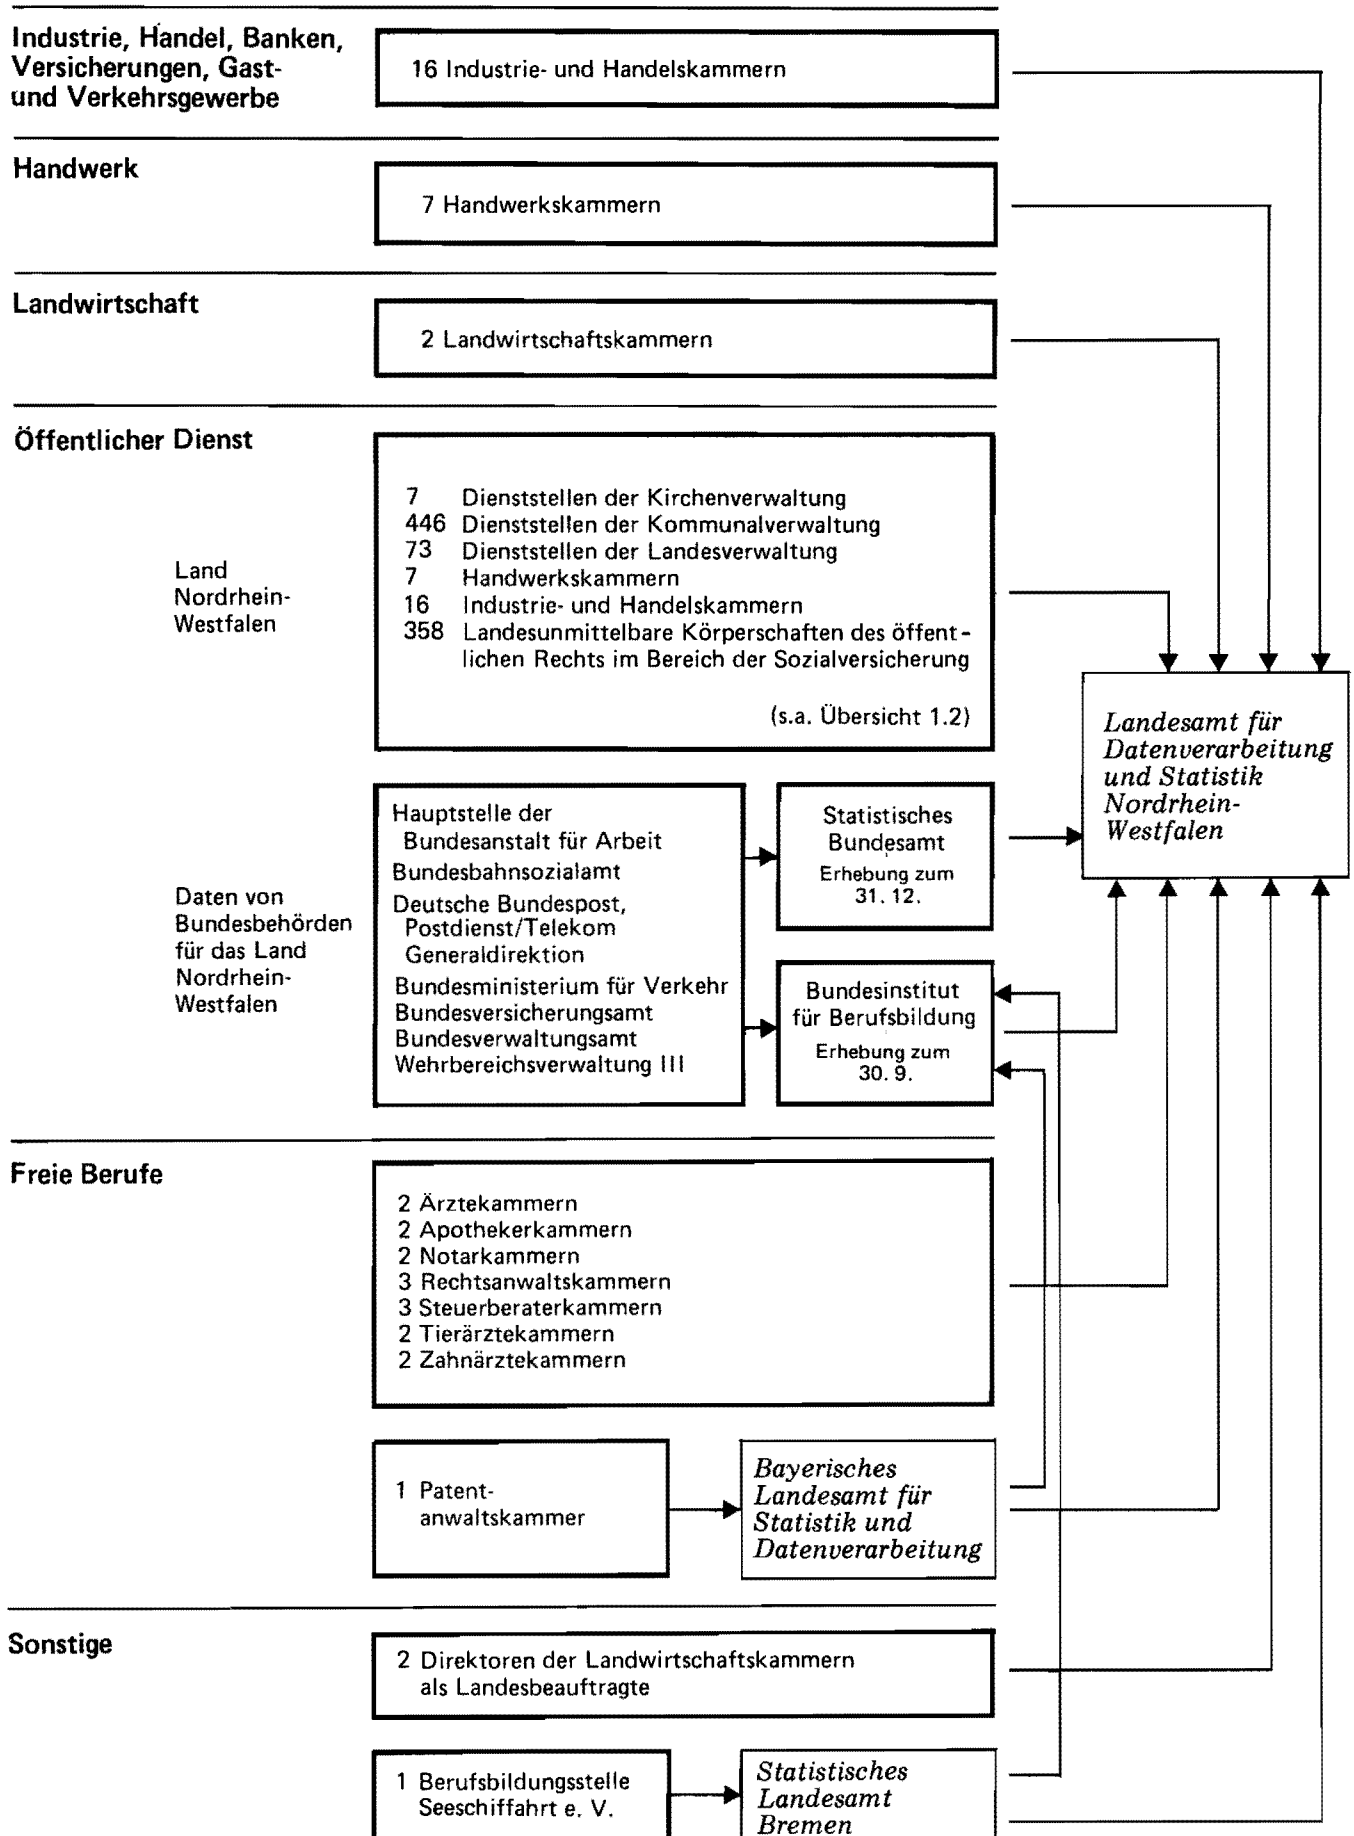 Industrie, Handel, Banken,
Versicherungen, Gast-
und Verkehrsgewerbe
16 Industrie- und Handelskammern
Handwerk
7 Handwerkskammern
Landwirtschaft
2 Landwirtschaftskammern
Öffentlicher Dienst
Land
Nordrhein-
Westfalen
7 Dienststellen der Kirchenverwaltung
446 Dienststellen der Kommunalverwaltung
73 Dienststellen der Landesverwaltung
7 Handwerkskammern
16 Industrie- und Handelskammern
358 Landesunmittelbare Körperschaften des öffent-
lichen Rechts im Bereich der Sozialversicherung
(s.a. Übersicht 1.2)
Landesamt für
Datenverarbeitung
und Statistik
Nordrhein-
Westfalen
Daten von
Bundesbehörden
für das Land
Nordrhein-
Westfalen
Hauptstelle der
Bundesanstalt für Arbeit
Bundesbahnsozialamt
Deutsche Bundespost,
Postdienst/Telekom
Generaldirektion
Bundesministerium für Verkehr
Bundesversicherungsamt
Bundesverwaltungsamt
Wehrbereichsverwaltung III
Statistisches
Bundesamt
Erhebung zum
31. 12.
Bundesinstitut
für Berufsbildung
Erhebung zum
30. 9.
Freie Berufe
2 Ärztekammern
2 Apothekerkammern
2 Notarkammern
3 Rechtsanwaltskammern
3 Steuerberaterkammern
2 Tierärztekammern
2 Zahnärztekammern
1 Patent-
anwaltskammer
Bayerisches
Landesamt für
Statistik und
Datenverarbeitung
Sonstige
2 Direktoren der Landwirtschaftskammern
als Landesbeauftragte
1 Berufsbildungsstelle
Seeschiffahrt e. V.
Statistisches
Landesamt
Bremen